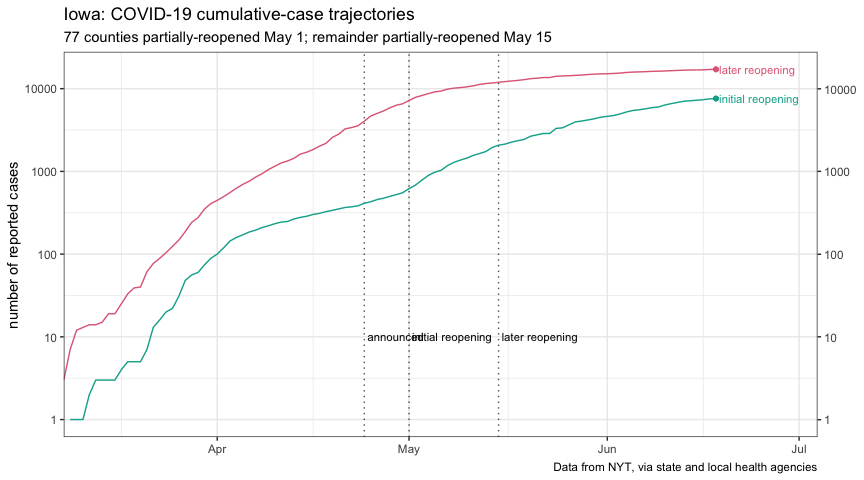 Iowa: COVID-19 cumulative-case trajectories
77 counties partially-reopened May 1; remainder partially-reopened May 15
number of reported cases
10000
1000
100
10
1
later reopening
initial reopening
10000
1000
100
10
1
announced
initial reopening
later reopening
Apr
May
Jun
Jul
Data from NYT, via state and local health agencies